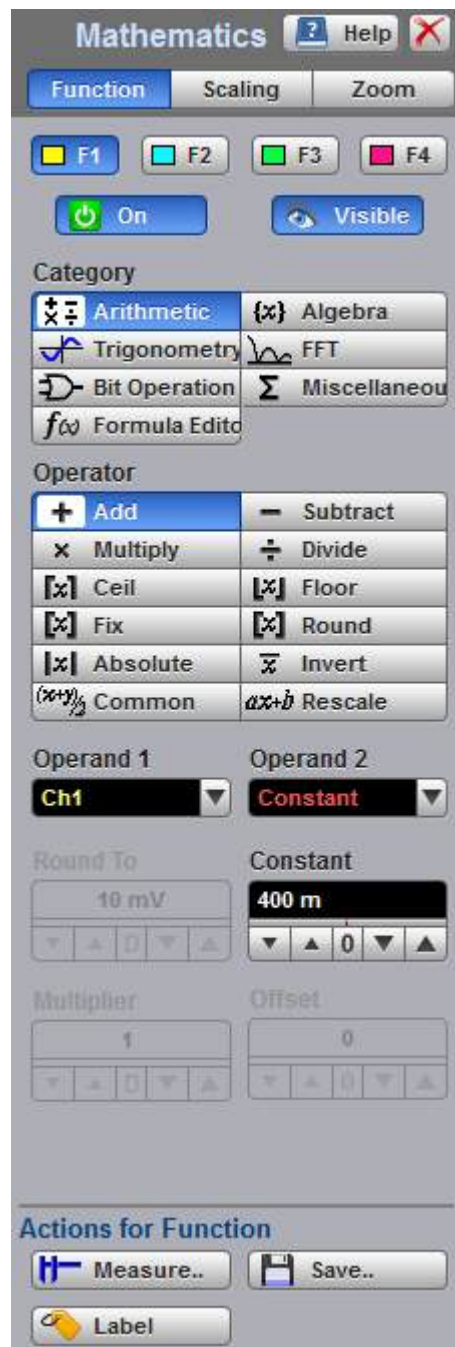 Mathematics ? Help
Function Scaling Zoom
F1 F2 F3 F4
On Visible
Category
Arithmetic {x} Algebra
Trigonometry FFT
Bit Operation Σ Miscellaneou
f(x) Formula Edito
Operator
+ Add − Subtract
× Multiply ÷ Divide
⌈x⌉ Ceil ⌊x⌋ Floor
[x] Fix [x] Round
|x| Absolute x̅ Invert
(x+y)/2 Common ax+b Rescale
Operand 1 Operand 2
Ch1 Constant
Round To Constant
10 mV 400 m
0 0
Multiplier Offset
1 0
0 0
Actions for Function
Measure.. Save..
Label